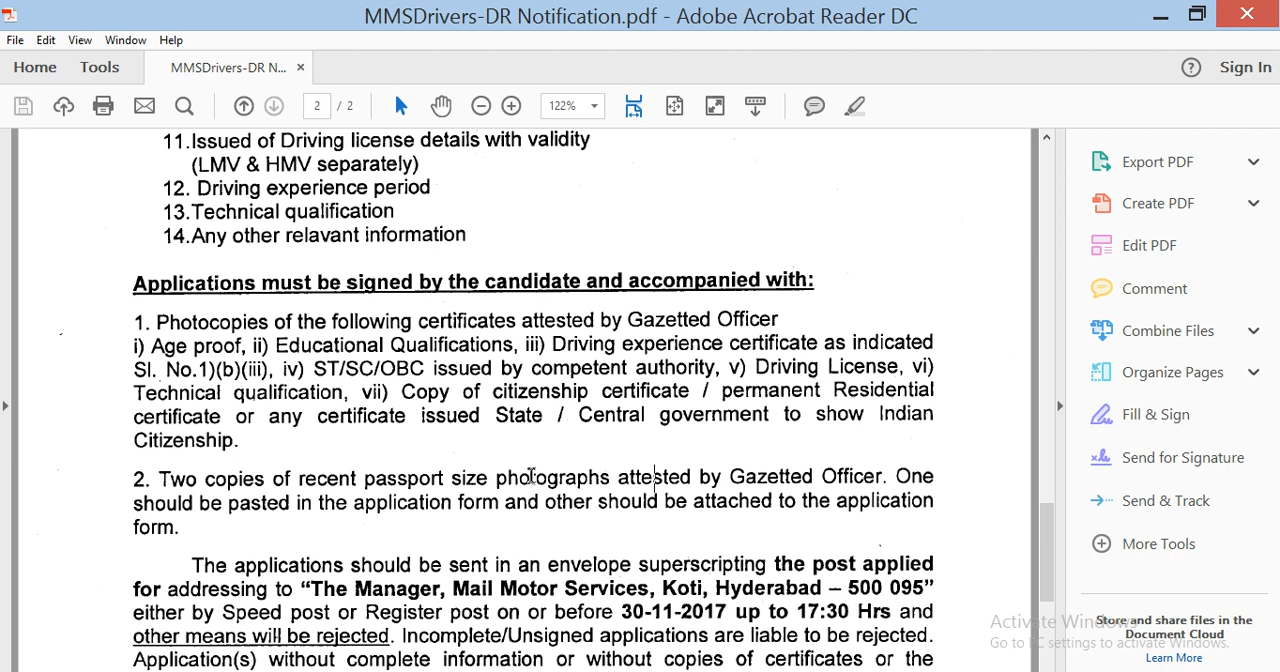 MMSDrivers-DR Notification.pdf - Adobe Acrobat Reader DC
File Edit View Window Help
Home Tools MMSDrivers-DR N... × ? Sign In
2 / 2 122%
11.Issued of Driving license details with validity
(LMV & HMV separately)
12. Driving experience period
13.Technical qualification
14.Any other relavant information
Applications must be signed by the candidate and accompanied with:
1. Photocopies of the following certificates attested by Gazetted Officer
i) Age proof, ii) Educational Qualifications, iii) Driving experience certificate as indicated
Sl. No.1)(b)(iii), iv) ST/SC/OBC issued by competent authority, v) Driving License, vi)
Technical qualification, vii) Copy of citizenship certificate / permanent Residential
certificate or any certificate issued State / Central government to show Indian
Citizenship.
2. Two copies of recent passport size photographs attested by Gazetted Officer. One
should be pasted in the application form and other should be attached to the application
form.
The applications should be sent in an envelope superscripting the post applied
for addressing to “The Manager, Mail Motor Services, Koti, Hyderabad – 500 095”
either by Speed post or Register post on or before 30-11-2017 up to 17:30 Hrs and
other means will be rejected. Incomplete/Unsigned applications are liable to be rejected.
Application(s) without complete information or without copies of certificates or the
Export PDF
Create PDF
Edit PDF
Comment
Combine Files
Organize Pages
Fill & Sign
Send for Signature
Send & Track
More Tools
Store and share files in the
Document Cloud
Learn More
Activate Windows
Go to PC settings to activate Windows.